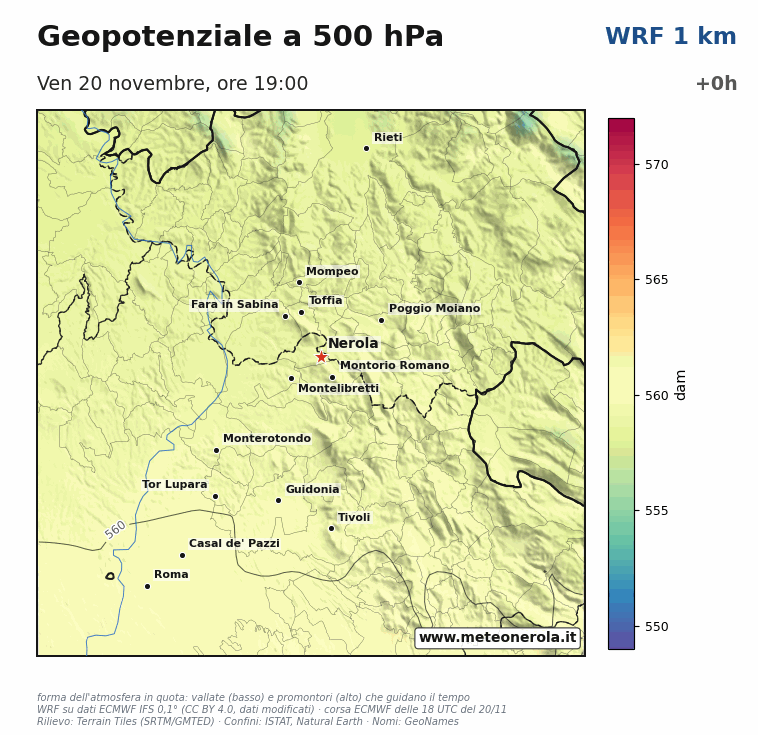 Geopotenziale a 500 hPa
WRF 1 km
Ven 20 novembre, ore 19:00
+0h
Rieti
Mompeo
Toffia
Fara in Sabina
Poggio Moiano
Nerola
Montorio Romano
Montelibretti
Monterotondo
Tor Lupara
Guidonia
Tivoli
560
Casal de' Pazzi
Roma
www.meteonerola.it
570
565
560
555
550
dam
forma dell'atmosfera in quota: vallate (basso) e promontori (alto) che guidano il tempo
WRF su dati ECMWF IFS 0,1° (CC BY 4.0, dati modificati) · corsa ECMWF delle 18 UTC del 20/11
Rilievo: Terrain Tiles (SRTM/GMTED) · Confini: ISTAT, Natural Earth · Nomi: GeoNames